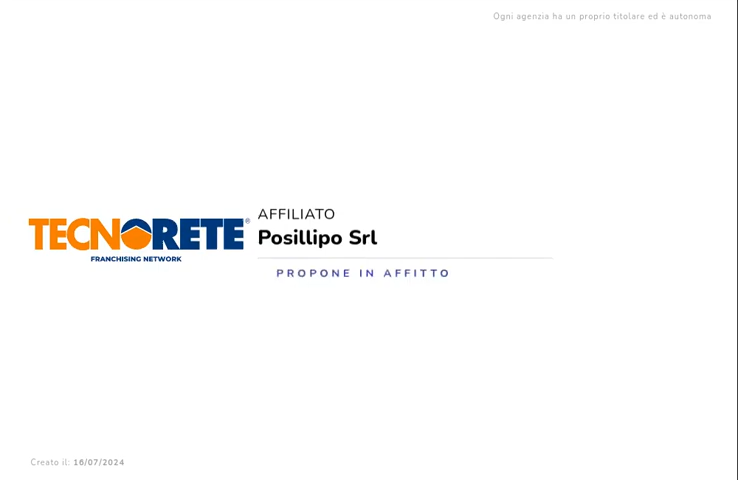 Ogni agenzia ha un proprio titolare ed è autonoma
TECNORETE®
FRANCHISING NETWORK
AFFILIATO
Posillipo Srl
PROPONE IN AFFITTO
Creato il: 16/07/2024